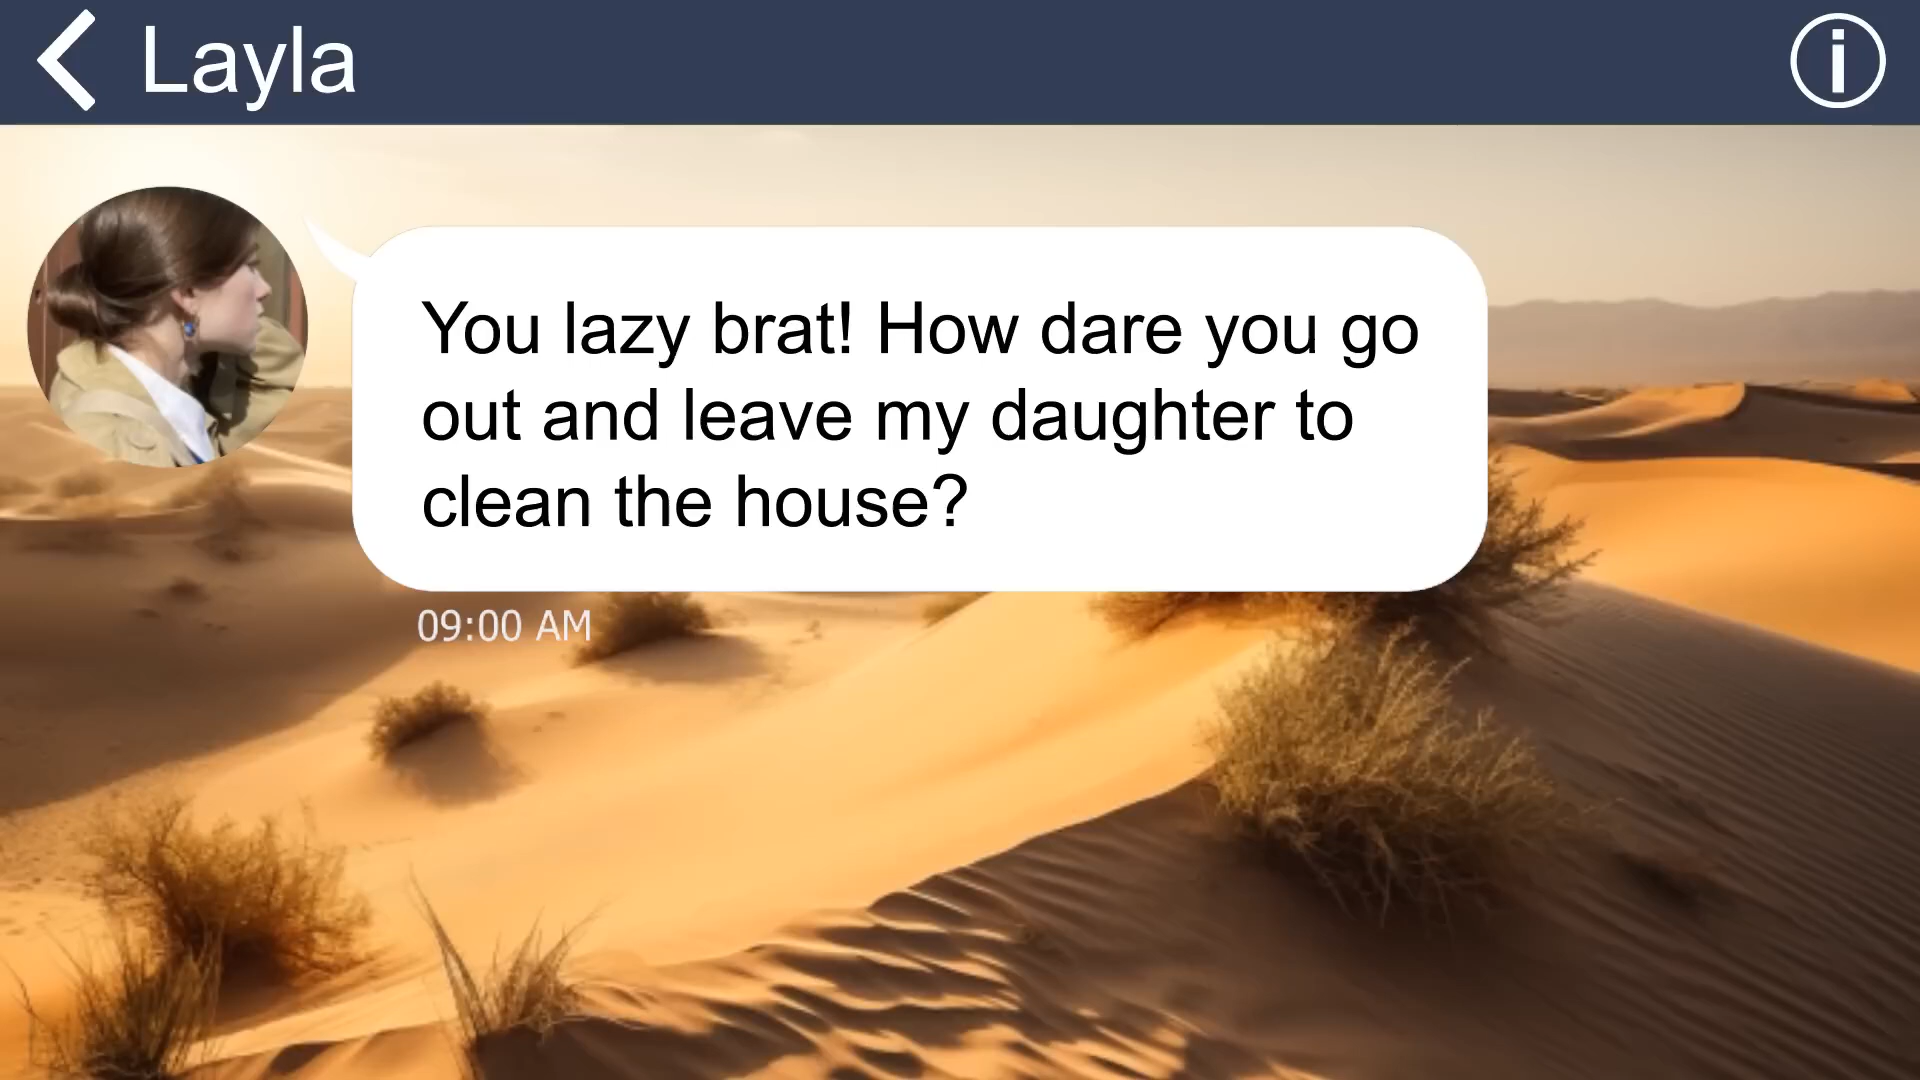 Layla
You lazy brat! How dare you go
out and leave my daughter to
clean the house?
09:00 AM